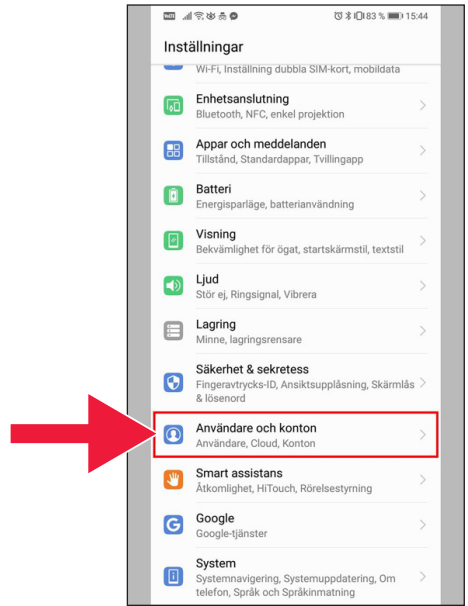 83 % 15:44
Inställningar
Wi-Fi, Inställning dubbla SIM-kort, mobildata
Enhetsanslutning
Bluetooth, NFC, enkel projektion
Appar och meddelanden
Tillstånd, Standardappar, Tvillingapp
Batteri
Energisparläge, batterianvändning
Visning
Bekvämlighet för ögat, startskärmstil, textstil
Ljud
Stör ej, Ringsignal, Vibrera
Lagring
Minne, lagringsrensare
Säkerhet & sekretess
Fingeravtrycks-ID, Ansiktsupplåsning, Skärmlås
& lösenord
Användare och konton
Användare, Cloud, Konton
Smart assistans
Åtkomlighet, HiTouch, Rörelsestyrning
Google
Google-tjänster
System
Systemnavigering, Systemuppdatering, Om
telefon, Språk och Språkinmatning